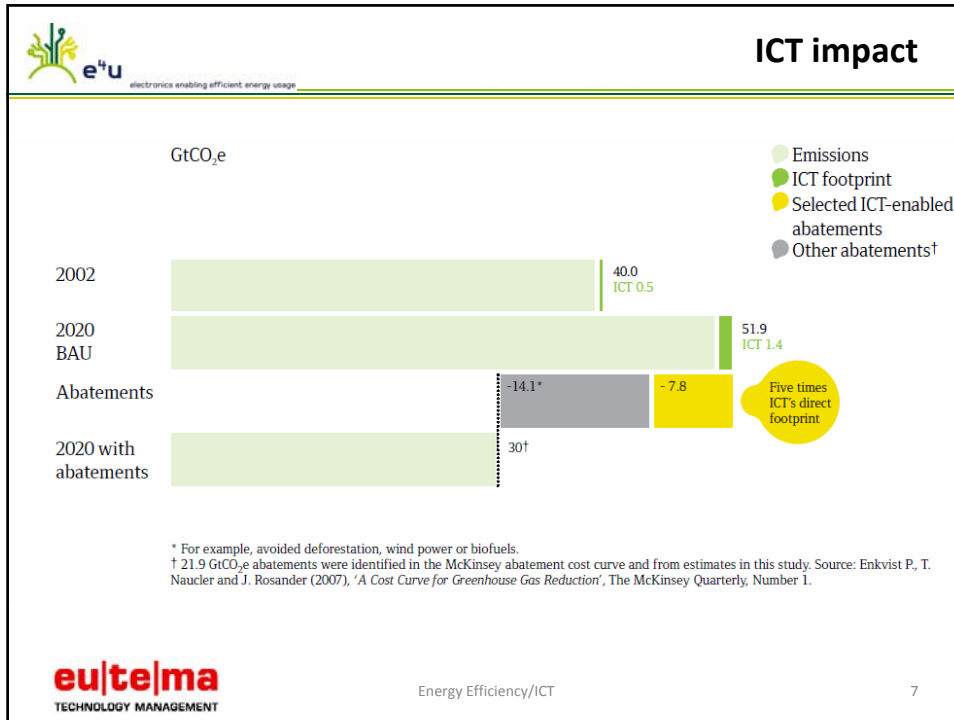 ICT impact
e⁴u
electronics enabling efficient energy usage
GtCO₂e
Emissions
ICT footprint
Selected ICT-enabled
abatements
Other abatements†
2002
40.0
ICT 0.5
2020
BAU
51.9
ICT 1.4
Abatements
-14.1*
- 7.8
Five times
ICT's direct
footprint
2020 with
abatements
30†
* For example, avoided deforestation, wind power or biofuels.
† 21.9 GtCO₂e abatements were identified in the McKinsey abatement cost curve and from estimates in this study. Source: Enkvist P., T.
Naucler and J. Rosander (2007), ‘A Cost Curve for Greenhouse Gas Reduction’, The McKinsey Quarterly, Number 1.
eu|te|ma
TECHNOLOGY MANAGEMENT
Energy Efficiency/ICT
7